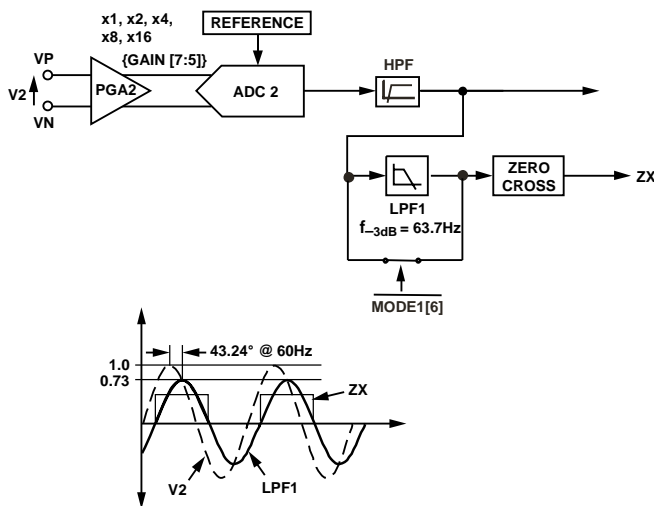 x1, x2, x4,
x8, x16
{GAIN [7:5]}
REFERENCE
VP
V2
VN
PGA2
ADC 2
HPF
LPF1
f–3dB = 63.7Hz
ZERO
CROSS
ZX
MODE1[6]
43.24° @ 60Hz
1.0
0.73
ZX
V2
LPF1